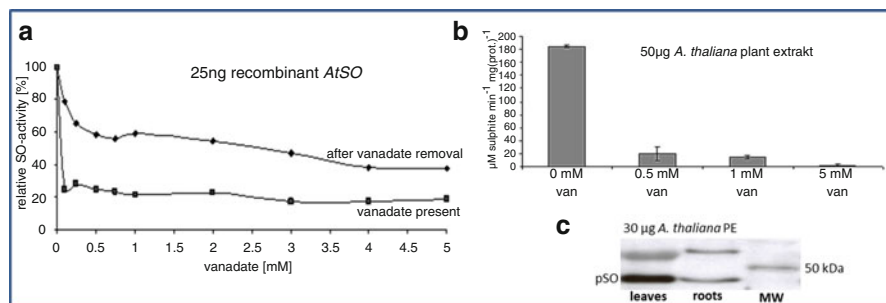 a
25ng recombinant AtSO
relative SO-activity [%]
100
80
60
40
20
0
after vanadate removal
vanadate present
0 0.5 1 1.5 2 2.5 3 3.5 4 4.5 5
vanadate [mM]
b
50µg A. thaliana plant extrakt
µM sulphite min⁻¹ mg(prot.)⁻¹
200
180
160
140
120
100
80
60
40
20
0
0 mM 0.5 mM 1 mM 5 mM
van van van van
c
30 µg A. thaliana PE
pSO
50 kDa
leaves roots MW